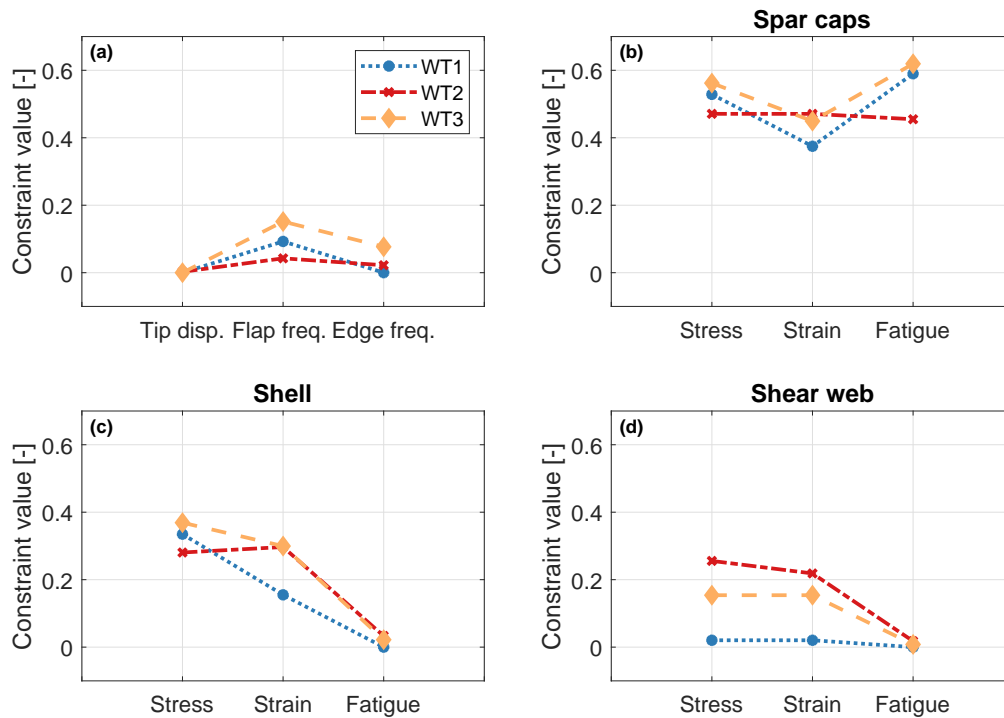 (a)
Constraint value [-]
0.6
0.4
0.2
0
Tip disp. Flap freq. Edge freq.
WT1
WT2
WT3
Spar caps
(b)
Constraint value [-]
0.6
0.4
0.2
0
Stress Strain Fatigue
Shell
(c)
Constraint value [-]
0.6
0.4
0.2
0
Stress Strain Fatigue
Shear web
(d)
Constraint value [-]
0.6
0.4
0.2
0
Stress Strain Fatigue